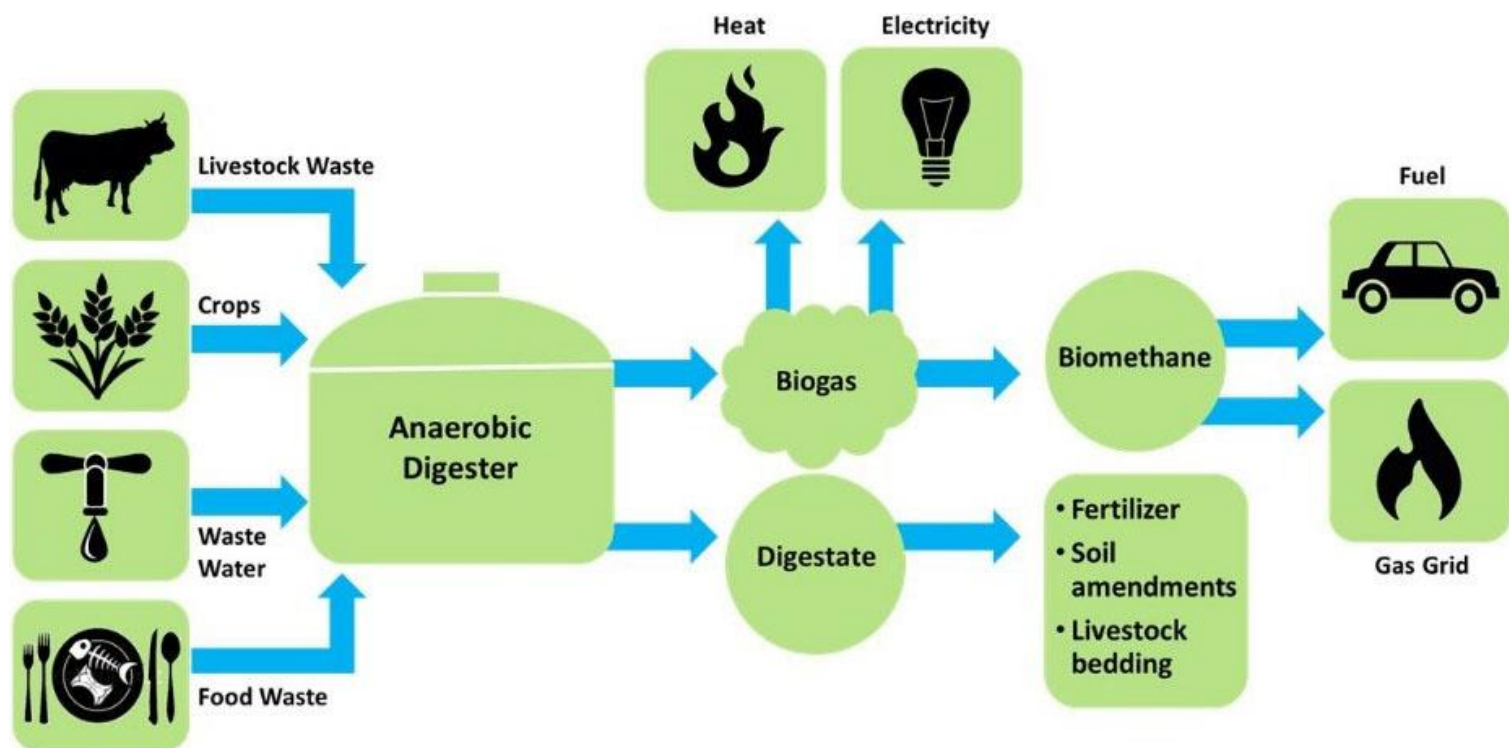 Heat
Electricity
Livestock Waste
Crops
Waste
Water
Food Waste
Anaerobic
Digester
Biogas
Digestate
Biomethane
• Fertilizer
• Soil
amendments
• Livestock
bedding
Fuel
Gas Grid